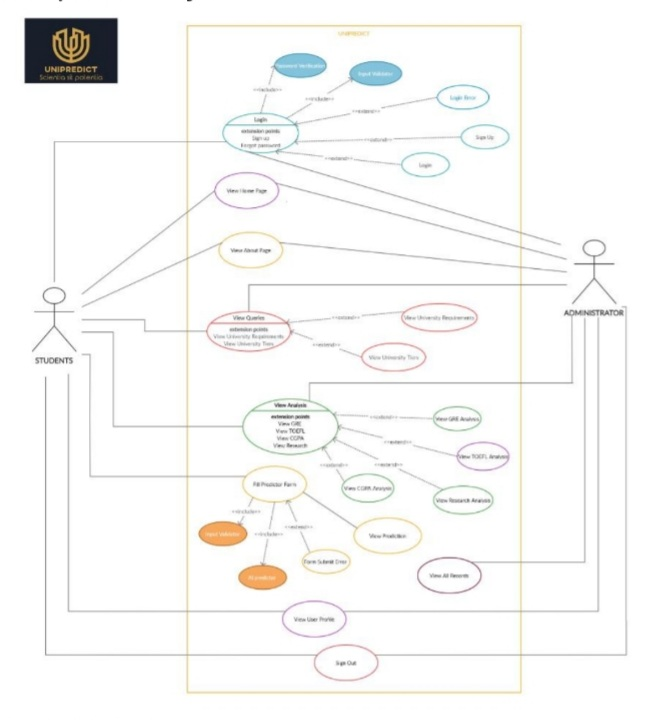 UNIPREDICT
UNIPREDICT
Scientia et potentia
Password Verification
Input Validator
<<include>>
<<include>>
Login Error
<<extend>>
Login
extension points
Sign up
Forgot password
<<extend>>
Sign Up
<<extend>>
Login
View Home Page
View About Page
STUDENTS
ADMINISTRATOR
View Queries
extension points
View University Requirements
View University Tiers
<<extend>>
View University Requirements
<<extend>>
View University Tiers
View Analysis
extension points
View GRE
View TOEFL
View CGPA
View Research
<<extend>>
View GRE Analysis
<<extend>>
View TOEFL Analysis
<<extend>>
View Research Analysis
<<extend>>
View CGPA Analysis
Fill Predictor Form
<<include>>
<<include>>
<<extend>>
Input Validator
Form Submit Error
View Prediction
View All Records
View User Profile
Sign Out